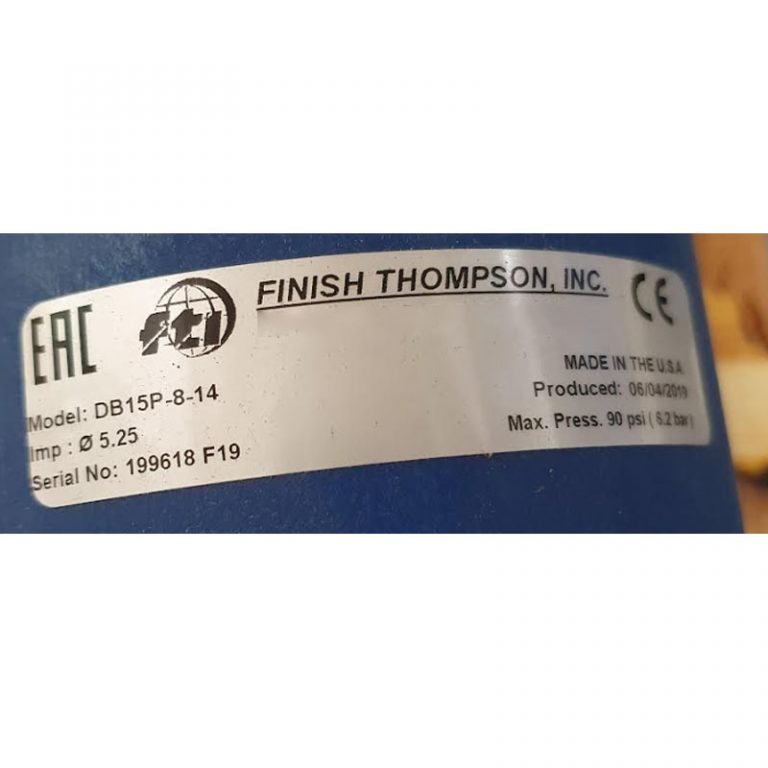 EAC
fti
FINISH THOMPSON, INC.
CE
MADE IN THE U.S.A
Produced: 06/04/2019
Max. Press. 90 psi ( 6.2 bar)
Model: DB15P-8-14
Imp : Ø 5.25
Serial No: 199618 F19